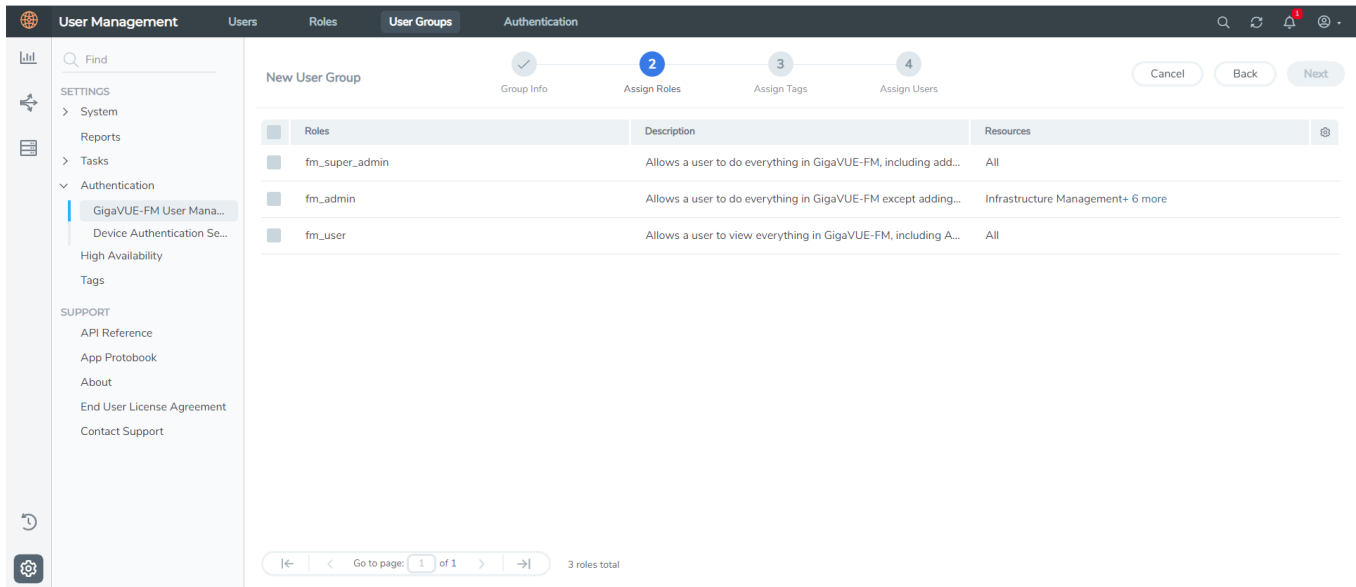 User Management Users Roles User Groups Authentication 1
Find
SETTINGS
System
Reports
Tasks
Authentication
GigaVUE-FM User Mana...
Device Authentication Se...
High Availability
Tags
SUPPORT
API Reference
App Protobook
About
End User License Agreement
Contact Support
New User Group
2 3 4
Group Info Assign Roles Assign Tags Assign Users
Cancel Back Next
Roles Description Resources
fm_super_admin Allows a user to do everything in GigaVUE-FM, including add... All
fm_admin Allows a user to do everything in GigaVUE-FM except adding... Infrastructure Management+ 6 more
fm_user Allows a user to view everything in GigaVUE-FM, including A... All
Go to page: 1 of 1 3 roles total